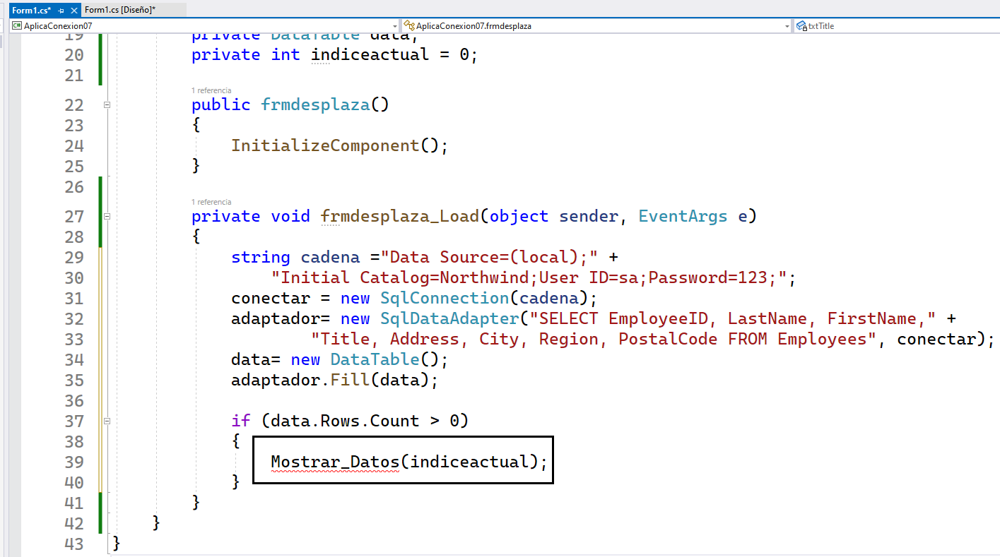 Form1.cs*
Form1.cs [Diseño]*
AplicaConexion07
AplicaConexion07.frmdesplaza
txtTitle
19 private DataTable data;
20 private int indiceactual = 0;
21
1 referencia
22 public frmdesplaza()
23 {
24 InitializeComponent();
25 }
26
1 referencia
27 private void frmdesplaza_Load(object sender, EventArgs e)
28 {
29 string cadena ="Data Source=(local);" +
30 "Initial Catalog=Northwind;User ID=sa;Password=123;";
31 conectar = new SqlConnection(cadena);
32 adaptador= new SqlDataAdapter("SELECT EmployeeID, LastName, FirstName," +
33 "Title, Address, City, Region, PostalCode FROM Employees", conectar);
34 data= new DataTable();
35 adaptador.Fill(data);
36
37 if (data.Rows.Count > 0)
38 {
39 Mostrar_Datos(indiceactual);
40 }
41 }
42 }
43 }